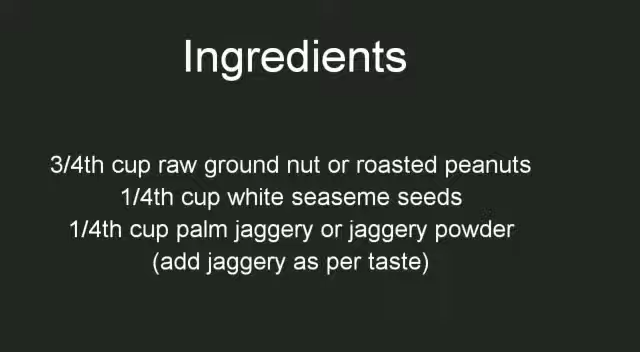 Ingredients
3/4th cup raw ground nut or roasted peanuts
1/4th cup white seaseme seeds
1/4th cup palm jaggery or jaggery powder
(add jaggery as per taste)